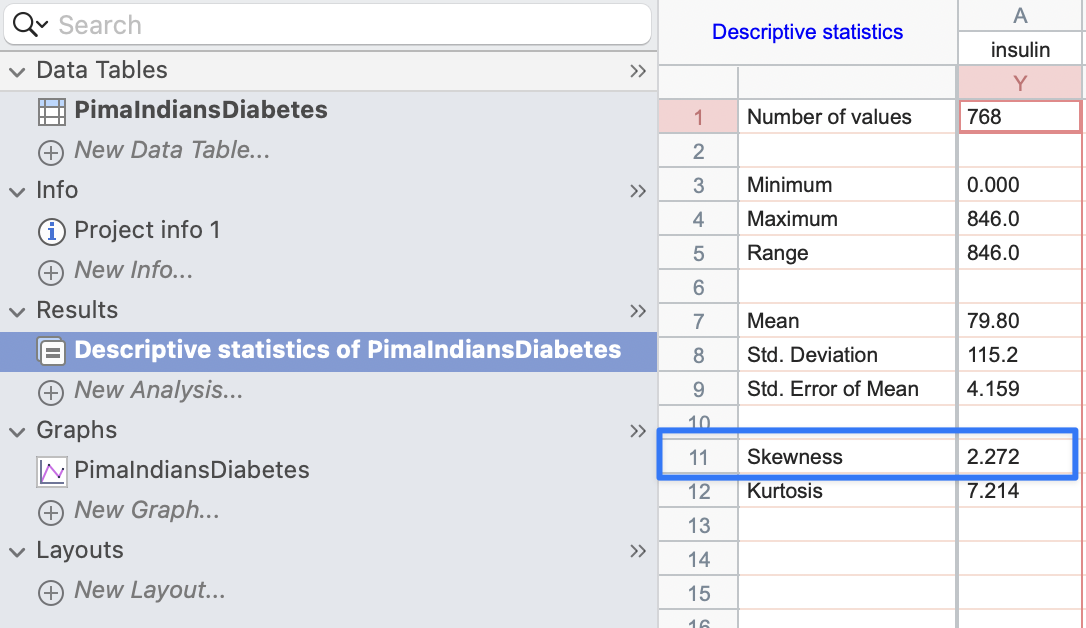 Search
Data Tables
PimaIndiansDiabetes
New Data Table...
Info
Project info 1
New Info...
Results
Descriptive statistics of PimaIndiansDiabetes
New Analysis...
Graphs
PimaIndiansDiabetes
New Graph...
Layouts
New Layout...
Descriptive statistics A
insulin
Y
1 Number of values 768
2
3 Minimum 0.000
4 Maximum 846.0
5 Range 846.0
6
7 Mean 79.80
8 Std. Deviation 115.2
9 Std. Error of Mean 4.159
10
11 Skewness 2.272
12 Kurtosis 7.214
13
14
15
16